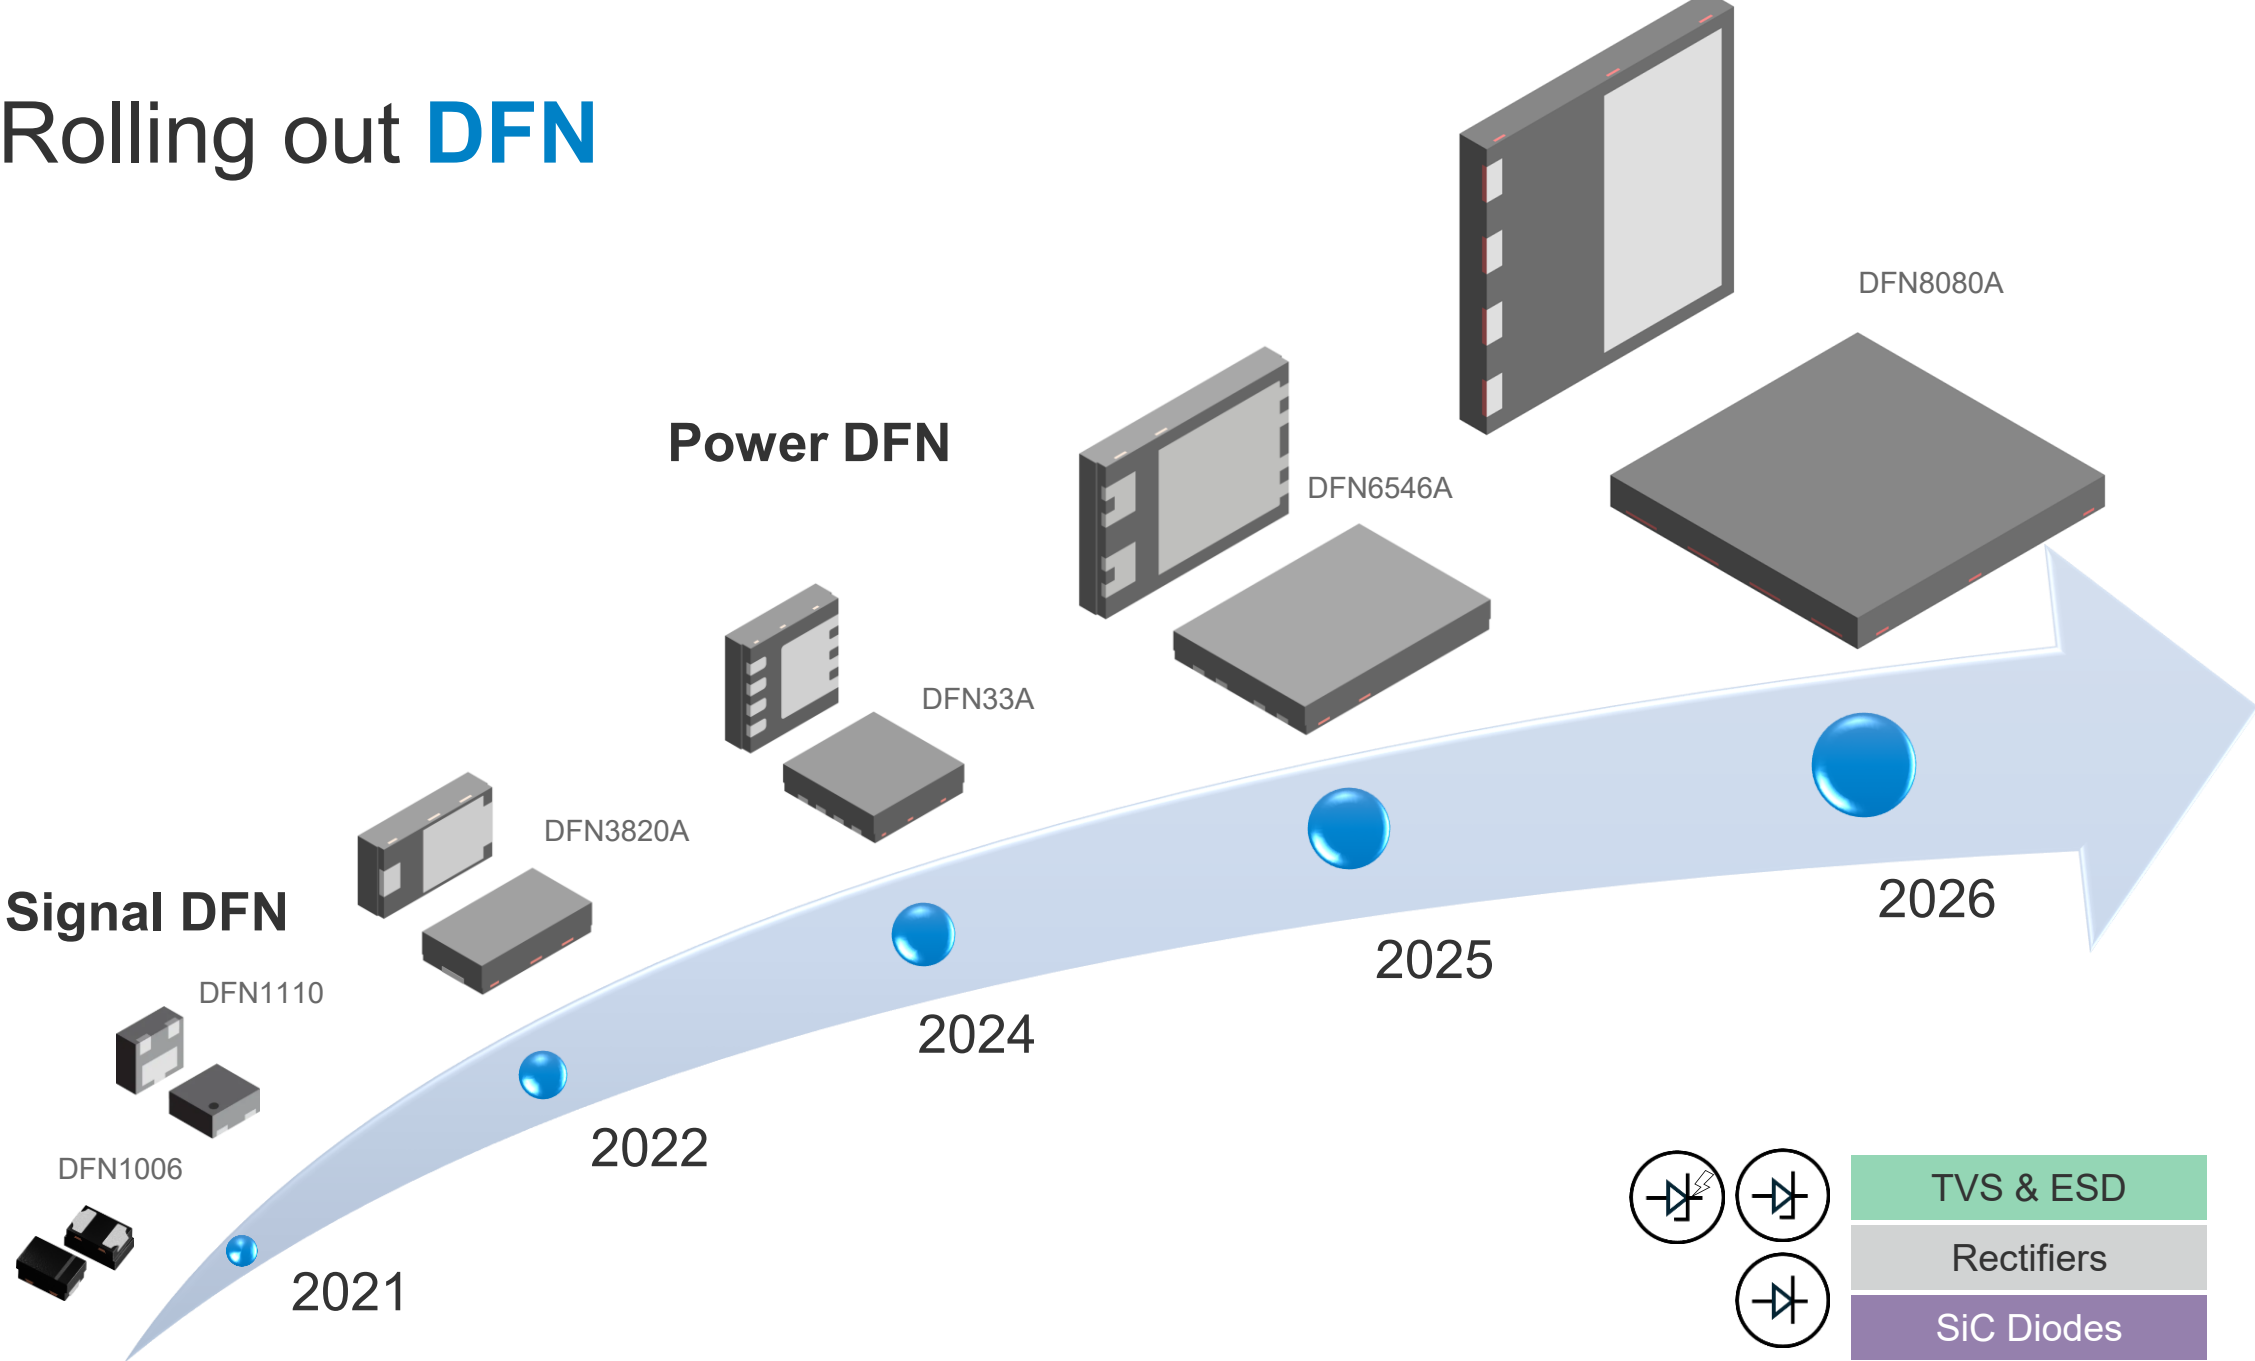 Rolling out DFN
DFN8080A
Power DFN
DFN6546A
DFN33A
DFN3820A
Signal DFN
DFN1110
DFN1006
2021
2022
2024
2025
2026
TVS & ESD
Rectifiers
SiC Diodes